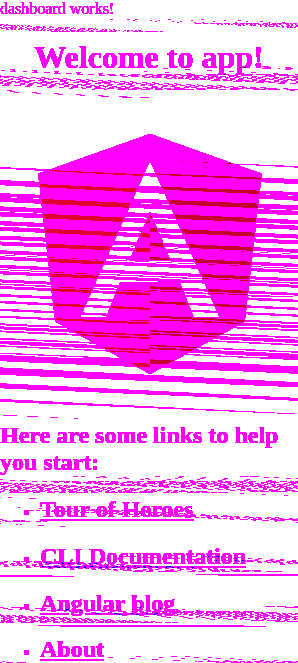 dashboard works!
Welcome to app!
Here are some links to help
you start:
Tour of Heroes
CLI Documentation
Angular blog
About